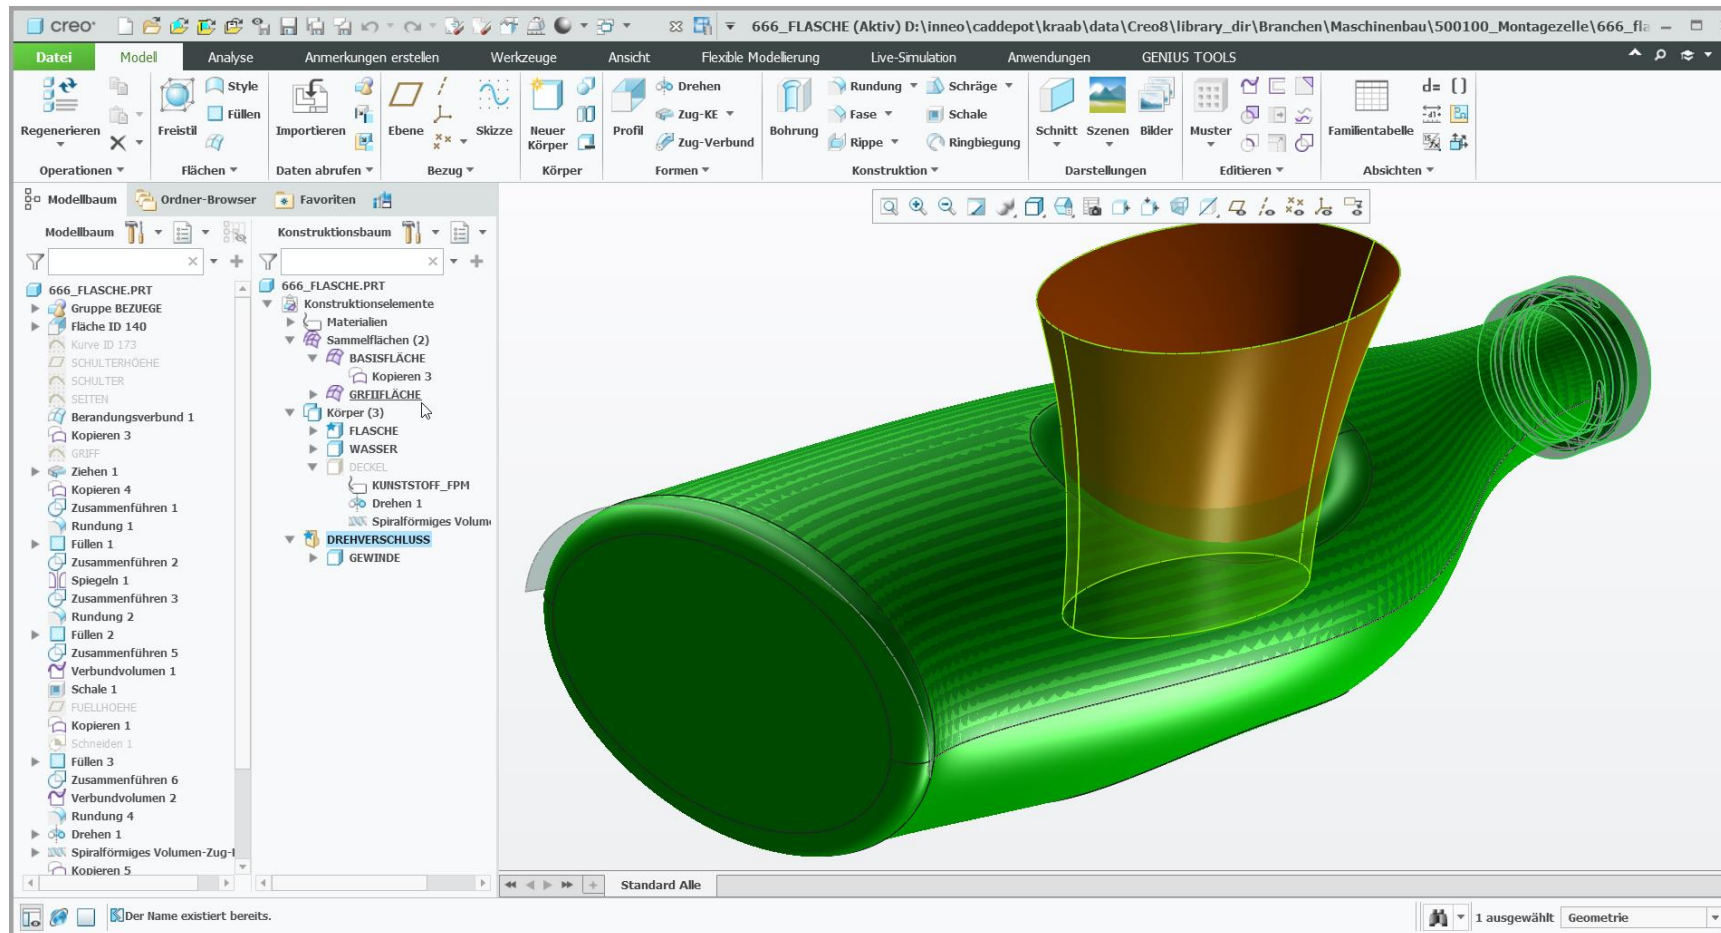 creo®
666_FLASCHE (Aktiv) D:\inneo\caddepot\kraab\data\Creo8\library_dir\Branchen\Maschinenbau\500100_Montagezelle\666_fla
Datei Modell Analyse Anmerkungen erstellen Werkzeuge Ansicht Flexible Modellierung Live-Simulation Anwendungen GENIUS TOOLS
Regenerieren
Operationen
Freistil
Style
Füllen
Flächen
Importieren
Daten abrufen
Ebene
Skizze
Bezug
Neuer
Körper
Körper
Profil
Drehen
Zug-KE
Zug-Verbund
Formen
Bohrung
Rundung
Fase
Rippe
Schräge
Schale
Ringbiegung
Konstruktion
Schnitt
Szenen
Bilder
Darstellungen
Muster
Editieren
Familientabelle
d=
Absichten
Modellbaum Ordner-Browser Favoriten
Modellbaum
666_FLASCHE.PRT
Gruppe BEZUEGE
Fläche ID 140
Kurve ID 173
SCHULTERHÖEHE
SCHULTER
SEITEN
Berandungsverbund 1
Kopieren 3
GRIFF
Ziehen 1
Kopieren 4
Zusammenführen 1
Rundung 1
Füllen 1
Zusammenführen 2
Spiegeln 1
Zusammenführen 3
Rundung 2
Füllen 2
Zusammenführen 5
Verbundvolumen 1
Schale 1
FUELLHOEHE
Kopieren 1
Schneiden 1
Füllen 3
Zusammenführen 6
Verbundvolumen 2
Rundung 4
Drehen 1
Spiralförmiges Volumen-Zug-
Kopieren 5
Konstruktionsbaum
666_FLASCHE.PRT
Konstruktionselemente
Materialien
Sammelflächen (2)
BASISFLÄCHE
Kopieren 3
GRFIIFLÄCHE
Körper (3)
FLASCHE
WASSER
DECKEL
KUNSTSTOFF_FPM
Drehen 1
Spiralförmiges Volume
DREHVERSCHLUSS
GEWINDE
Standard Alle
Der Name existiert bereits.
1 ausgewählt Geometrie